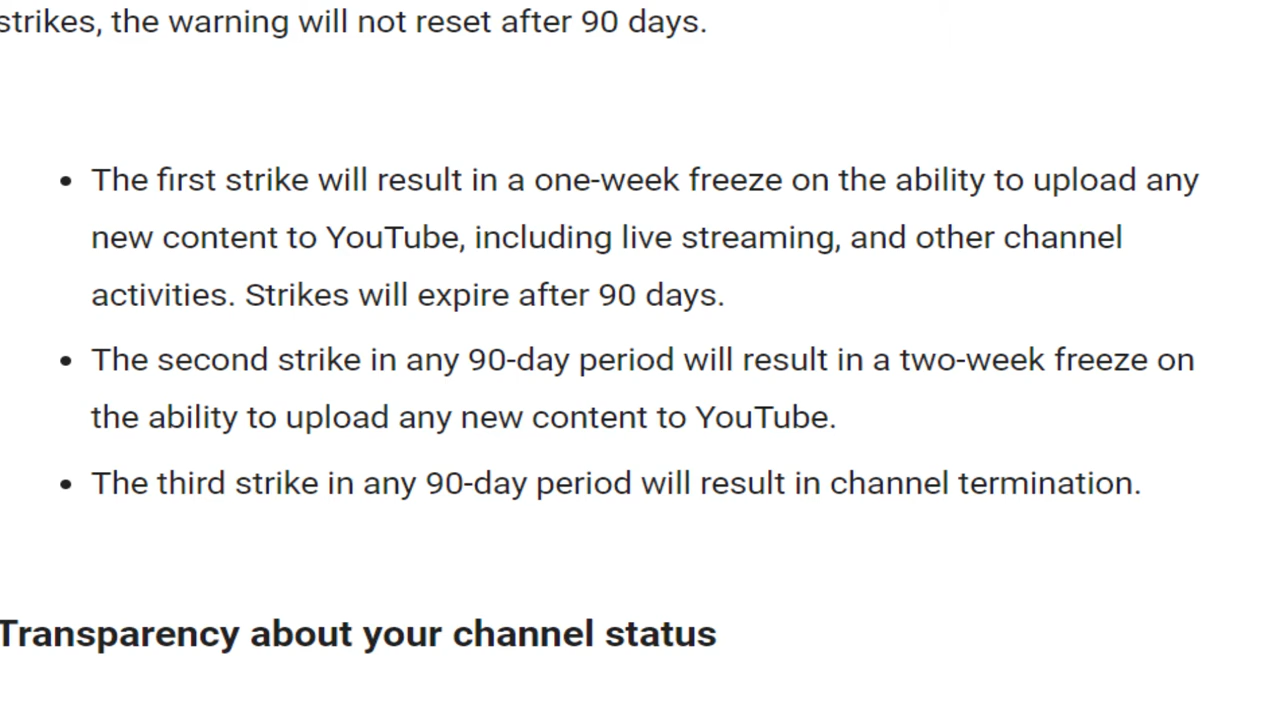 strikes, the warning will not reset after 90 days.
• The first strike will result in a one-week freeze on the ability to upload any
new content to YouTube, including live streaming, and other channel
activities. Strikes will expire after 90 days.
• The second strike in any 90-day period will result in a two-week freeze on
the ability to upload any new content to YouTube.
• The third strike in any 90-day period will result in channel termination.
Transparency about your channel status